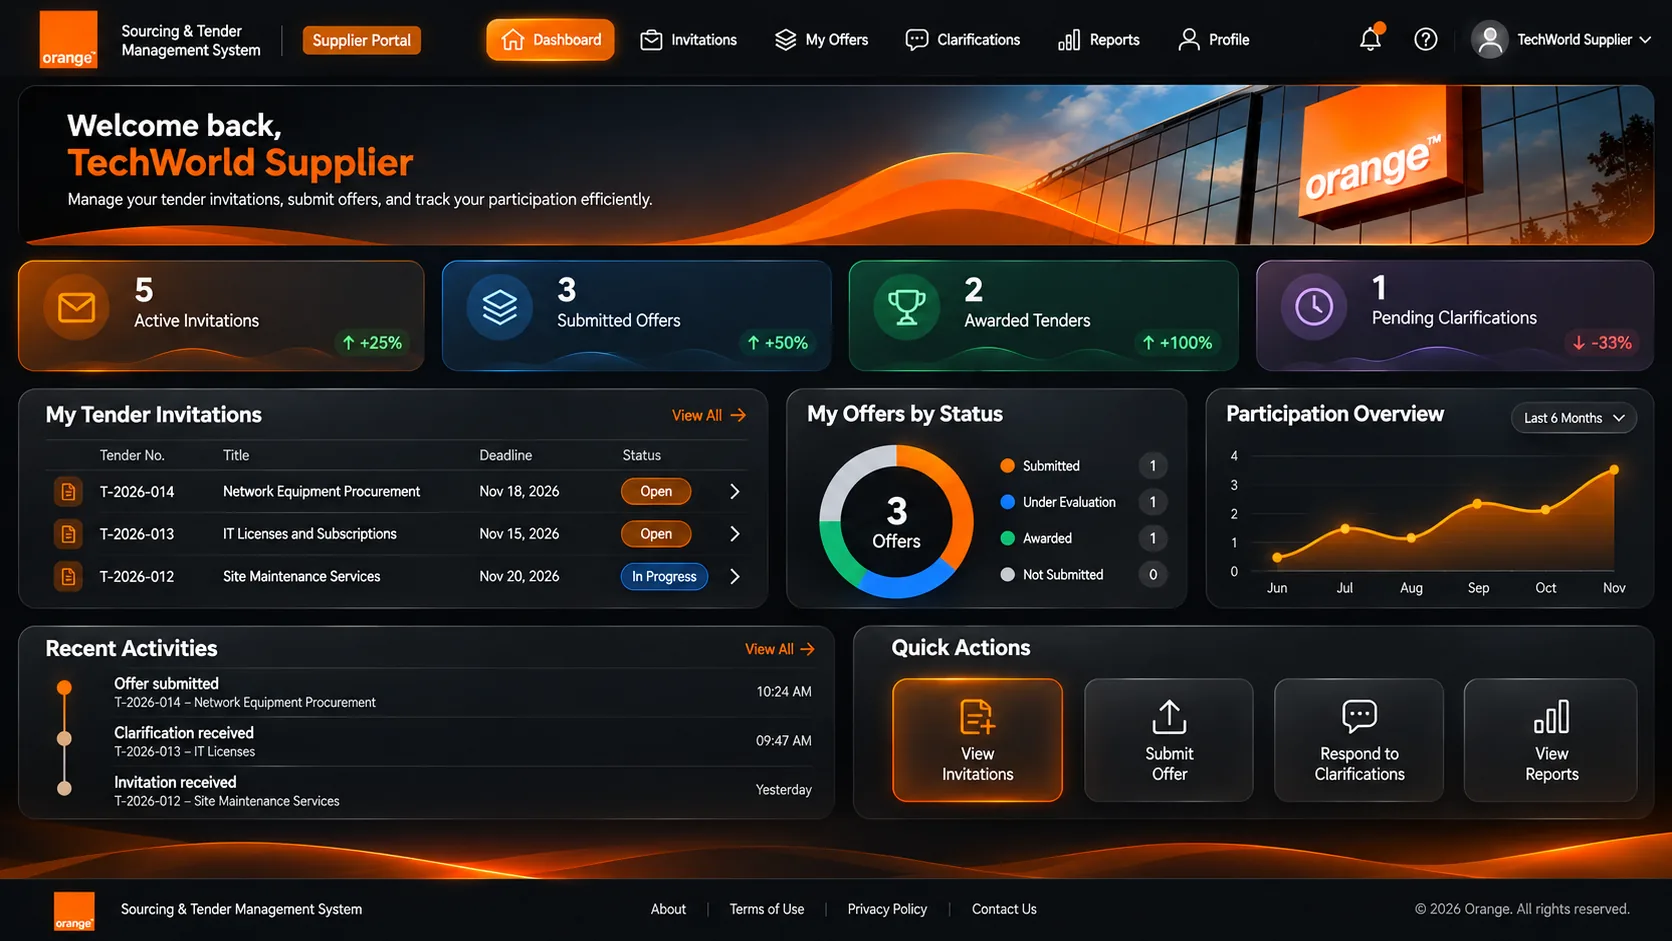 orange™
Sourcing & Tender
Management System
Supplier Portal
Dashboard
Invitations
My Offers
Clarifications
Reports
Profile
TechWorld Supplier
Welcome back,
TechWorld Supplier
Manage your tender invitations, submit offers, and track your participation efficiently.
orange™
5
Active Invitations
↑ +25%
3
Submitted Offers
↑ +50%
2
Awarded Tenders
↑ +100%
1
Pending Clarifications
↓ -33%
My Tender Invitations
View All →
Tender No. Title Deadline Status
T-2026-014 Network Equipment Procurement Nov 18, 2026 Open
T-2026-013 IT Licenses and Subscriptions Nov 15, 2026 Open
T-2026-012 Site Maintenance Services Nov 20, 2026 In Progress
My Offers by Status
3
Offers
Submitted 1
Under Evaluation 1
Awarded 1
Not Submitted 0
Participation Overview
Last 6 Months
4
3
2
1
0
Jun Jul Aug Sep Oct Nov
Recent Activities
View All →
Offer submitted
T-2026-014 – Network Equipment Procurement
10:24 AM
Clarification received
T-2026-013 – IT Licenses
09:47 AM
Invitation received
T-2026-012 – Site Maintenance Services
Yesterday
Quick Actions
View
Invitations
Submit
Offer
Respond to
Clarifications
View
Reports
orange™
Sourcing & Tender Management System
About
Terms of Use
Privacy Policy
Contact Us
© 2026 Orange. All rights reserved.